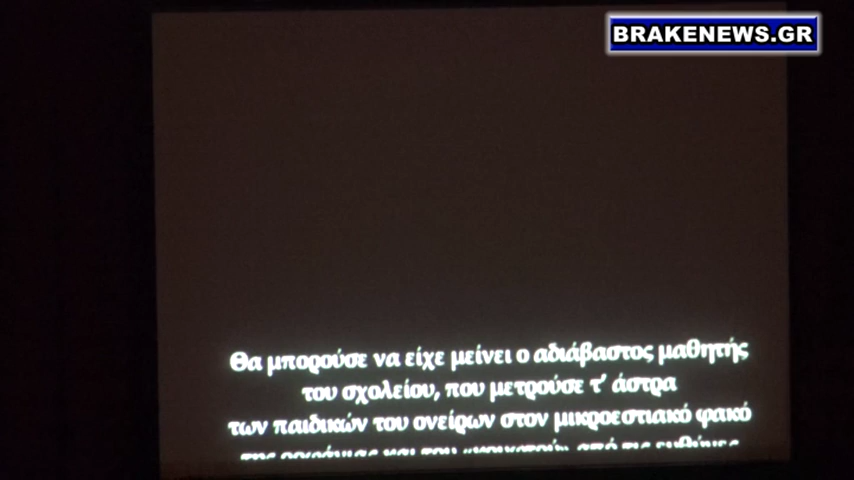 BRAKENEWS.GR
Θα μπορούσε να είχε μείνει ο αδιάβαστος μαθητής
του σχολείου, που μετρούσε τ' άστρα
των παιδικών του ονείρων στον μικροεστιακό φακό